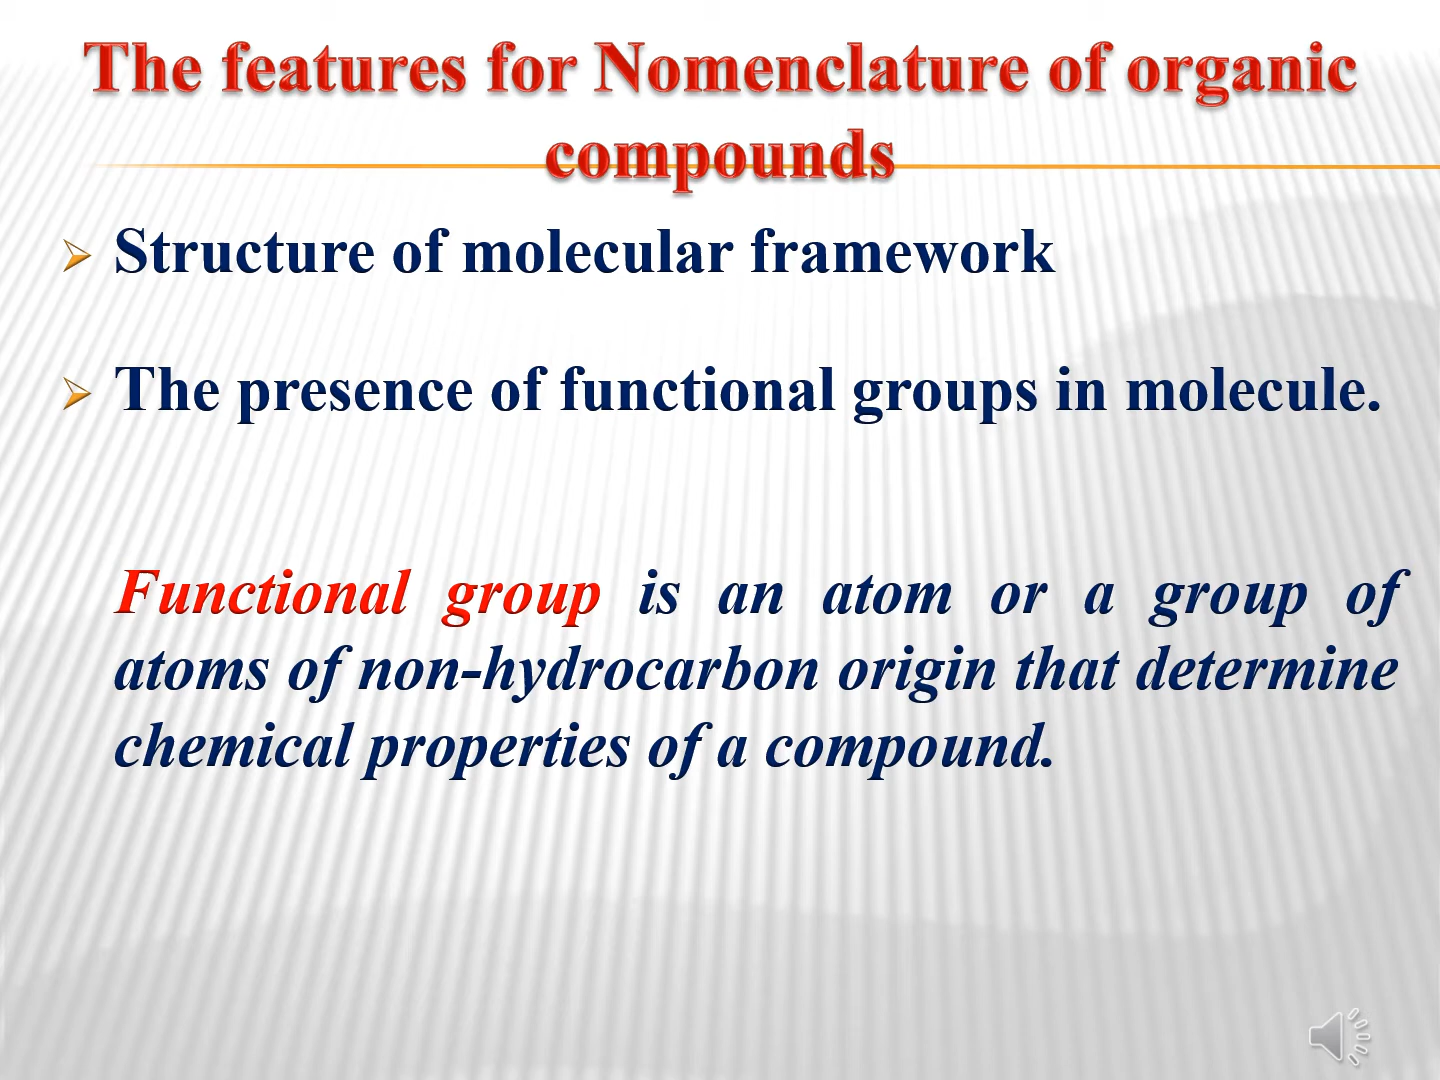 The features for Nomenclature of organic
compounds
Structure of molecular framework
The presence of functional groups in molecule.
Functional group is an atom or a group of
atoms of non-hydrocarbon origin that determine
chemical properties of a compound.